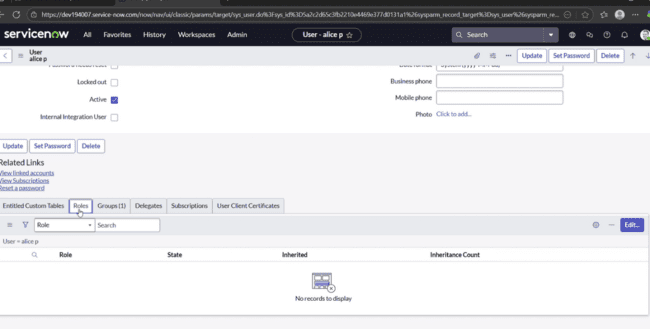 https://dev194007.service-now.com/now/nav/ui/classic/params/target/sys_user.do%3Fsys_id%3D5a2c2d65c3fb2210e4469e377d0131a1%26sysparm_record_target%3Dsys_user%26sysparm_re...
servicenow
All Favorites History Workspaces Admin
User - alice p
Search
User
alice p
Update Set Password Delete
Locked out
Business phone
Active
Mobile phone
Internal Integration User
Photo Click to add...
Update Set Password Delete
Related Links
View linked accounts
View Subscriptions
Reset a password
Entitled Custom Tables Roles Groups (1) Delegates Subscriptions User Client Certificates
Role Search Edit...
User = alice p
Role State Inherited Inheritance Count
No records to display